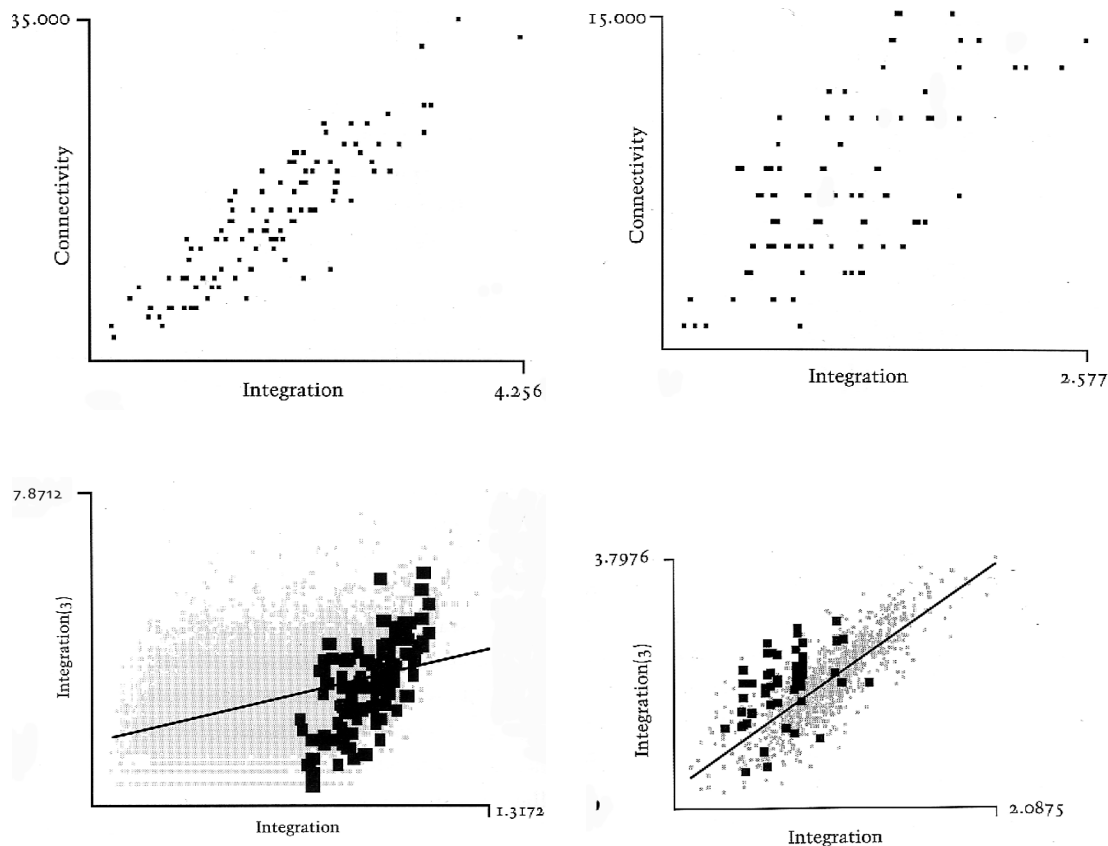 35.000
Connectivity
Integration
4.256
15.000
Connectivity
Integration
2.577
7.8712
Integration(3)
Integration
1.3172
3.7976
Integration(3)
Integration
2.0875